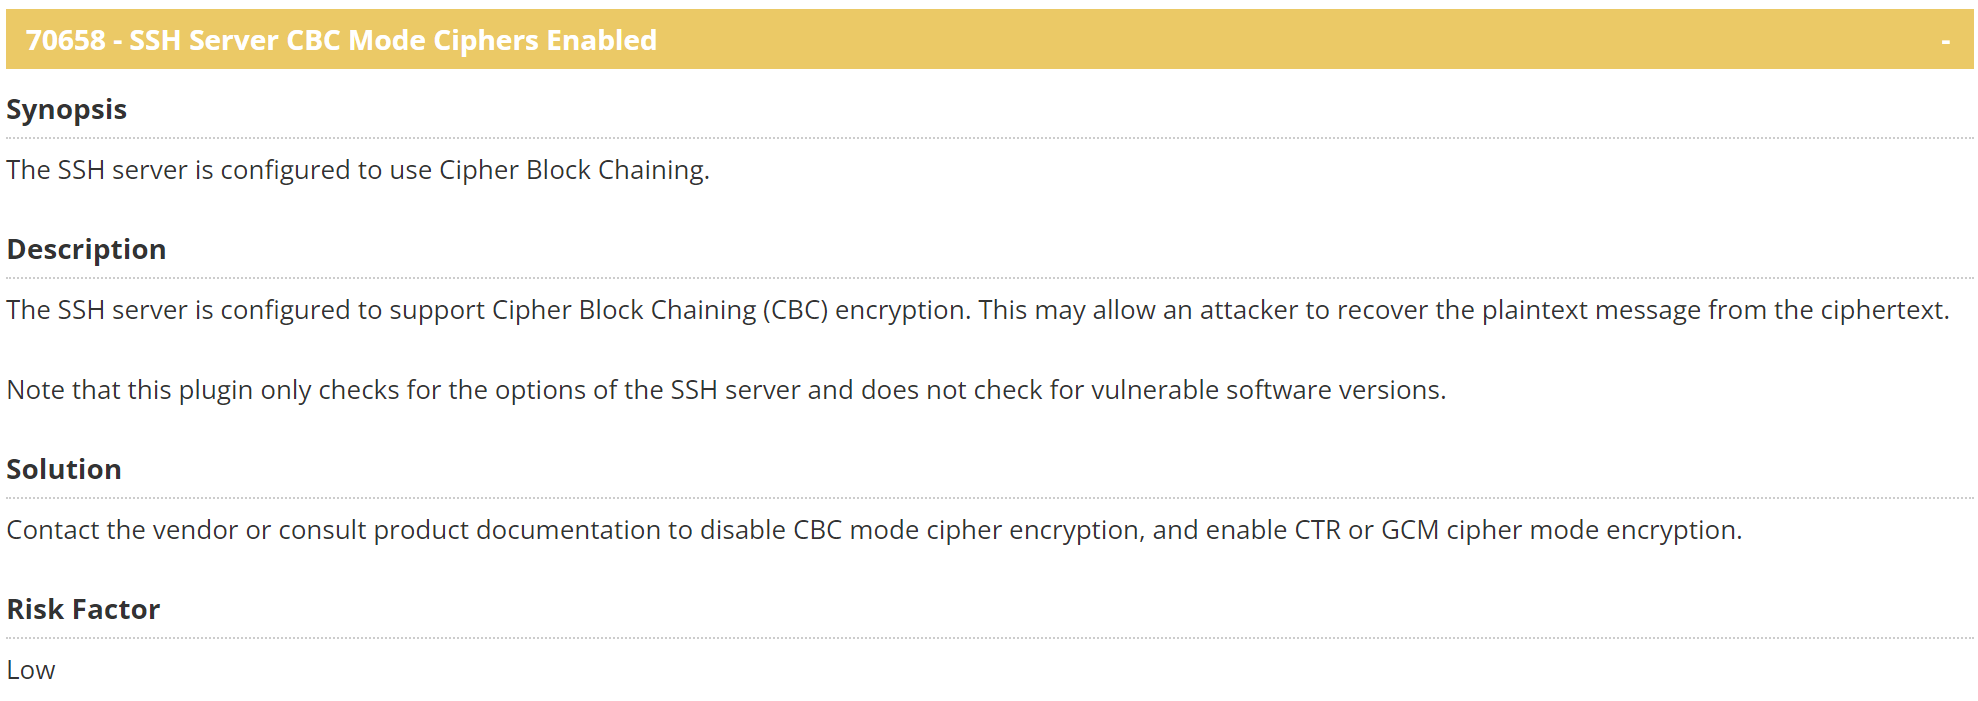 70658 - SSH Server CBC Mode Ciphers Enabled -
Synopsis
The SSH server is configured to use Cipher Block Chaining.
Description
The SSH server is configured to support Cipher Block Chaining (CBC) encryption. This may allow an attacker to recover the plaintext message from the ciphertext.
Note that this plugin only checks for the options of the SSH server and does not check for vulnerable software versions.
Solution
Contact the vendor or consult product documentation to disable CBC mode cipher encryption, and enable CTR or GCM cipher mode encryption.
Risk Factor
Low